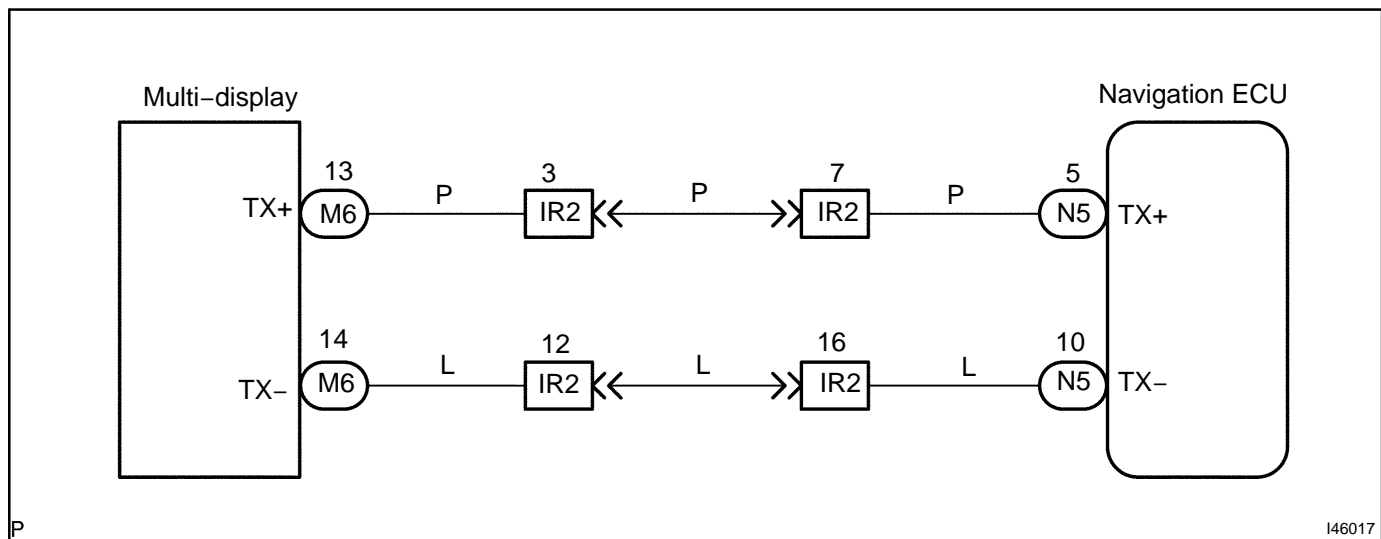 Multi−display
Navigation ECU
13
3
7
5
TX+
M6
P
IR2
P
IR2
P
N5
TX+
14
12
16
10
TX−
M6
L
IR2
L
IR2
L
N5
TX−
P
I46017